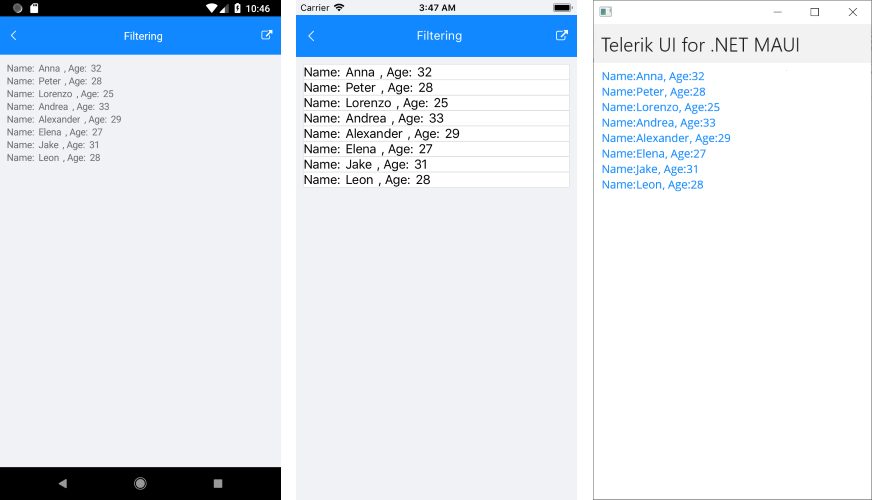 10:46
Filtering
Name: Anna , Age: 32
Name: Peter , Age: 28
Name: Lorenzo , Age: 25
Name: Andrea , Age: 33
Name: Alexander , Age: 29
Name: Elena , Age: 27
Name: Jake , Age: 31
Name: Leon , Age: 28
Carrier 3:47 AM
Filtering
Name: Anna , Age: 32
Name: Peter , Age: 28
Name: Lorenzo , Age: 25
Name: Andrea , Age: 33
Name: Alexander , Age: 29
Name: Elena , Age: 27
Name: Jake , Age: 31
Name: Leon , Age: 28
Telerik UI for .NET MAUI
Name:Anna, Age:32
Name:Peter, Age:28
Name:Lorenzo, Age:25
Name:Andrea, Age:33
Name:Alexander, Age:29
Name:Elena, Age:27
Name:Jake, Age:31
Name:Leon, Age:28